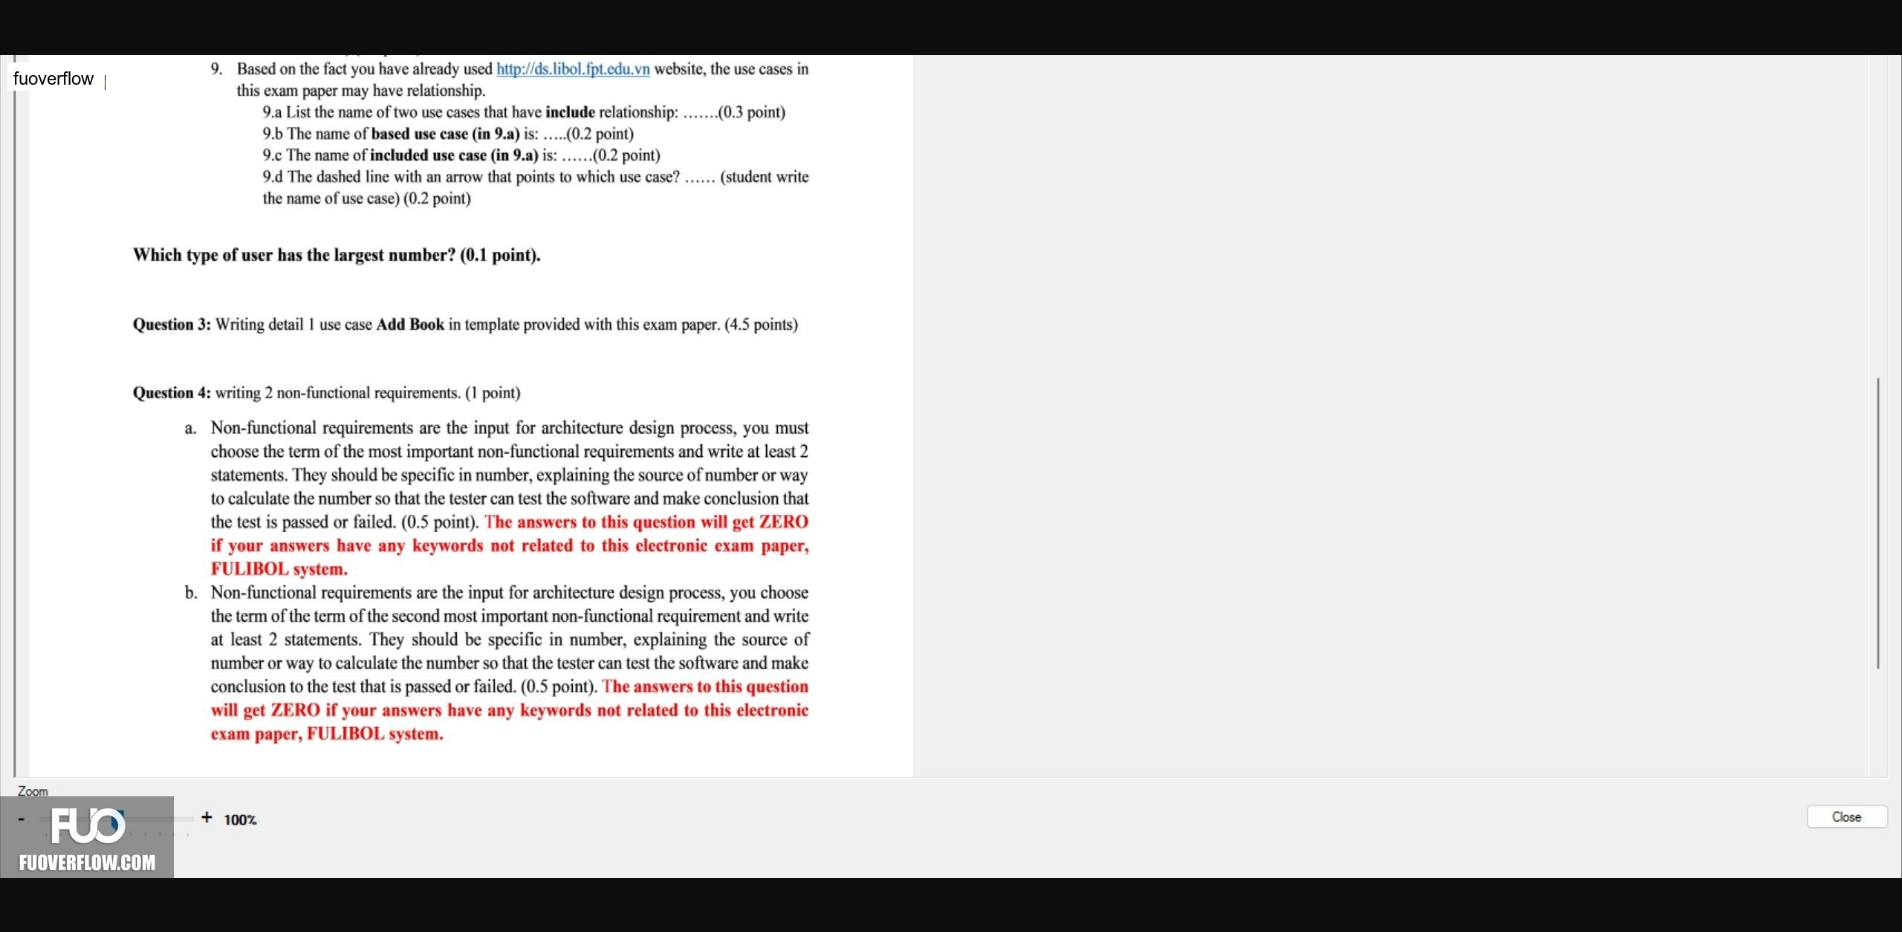 fuoverflow
9. Based on the fact you have already used http://ds.libol.fpt.edu.vn website, the use cases in
this exam paper may have relationship.
9.a List the name of two use cases that have include relationship: …….(0.3 point)
9.b The name of based use case (in 9.a) is: …..(0.2 point)
9.c The name of included use case (in 9.a) is: ……(0.2 point)
9.d The dashed line with an arrow that points to which use case? …… (student write
the name of use case) (0.2 point)
Which type of user has the largest number? (0.1 point).
Question 3: Writing detail 1 use case Add Book in template provided with this exam paper. (4.5 points)
Question 4: writing 2 non-functional requirements. (1 point)
a. Non-functional requirements are the input for architecture design process, you must
choose the term of the most important non-functional requirements and write at least 2
statements. They should be specific in number, explaining the source of number or way
to calculate the number so that the tester can test the software and make conclusion that
the test is passed or failed. (0.5 point). The answers to this question will get ZERO
if your answers have any keywords not related to this electronic exam paper,
FULIBOL system.
b. Non-functional requirements are the input for architecture design process, you choose
the term of the term of the second most important non-functional requirement and write
at least 2 statements. They should be specific in number, explaining the source of
number or way to calculate the number so that the tester can test the software and make
conclusion to the test that is passed or failed. (0.5 point). The answers to this question
will get ZERO if your answers have any keywords not related to this electronic
exam paper, FULIBOL system.
Zoom
- + 100%
Close
FUO
FUOVERFLOW.COM